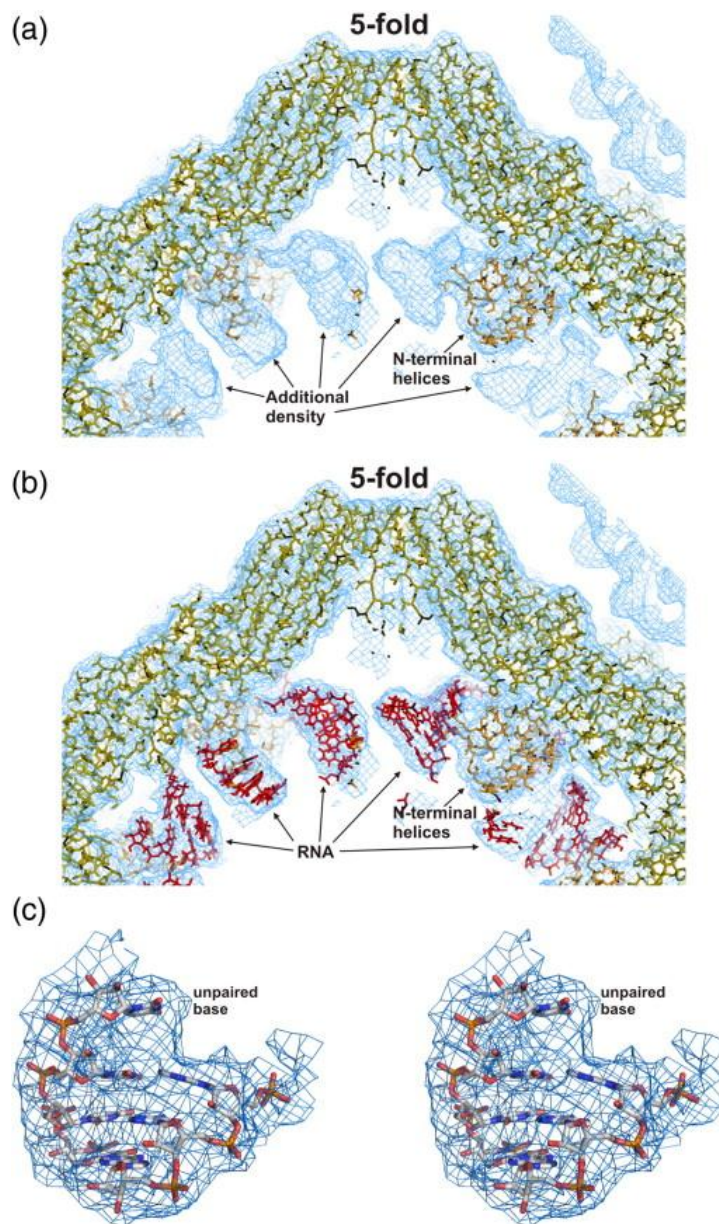 (a)
5-fold
N-terminal
helices
Additional
density
(b)
5-fold
N-terminal
helices
RNA
(c)
unpaired
base
unpaired
base